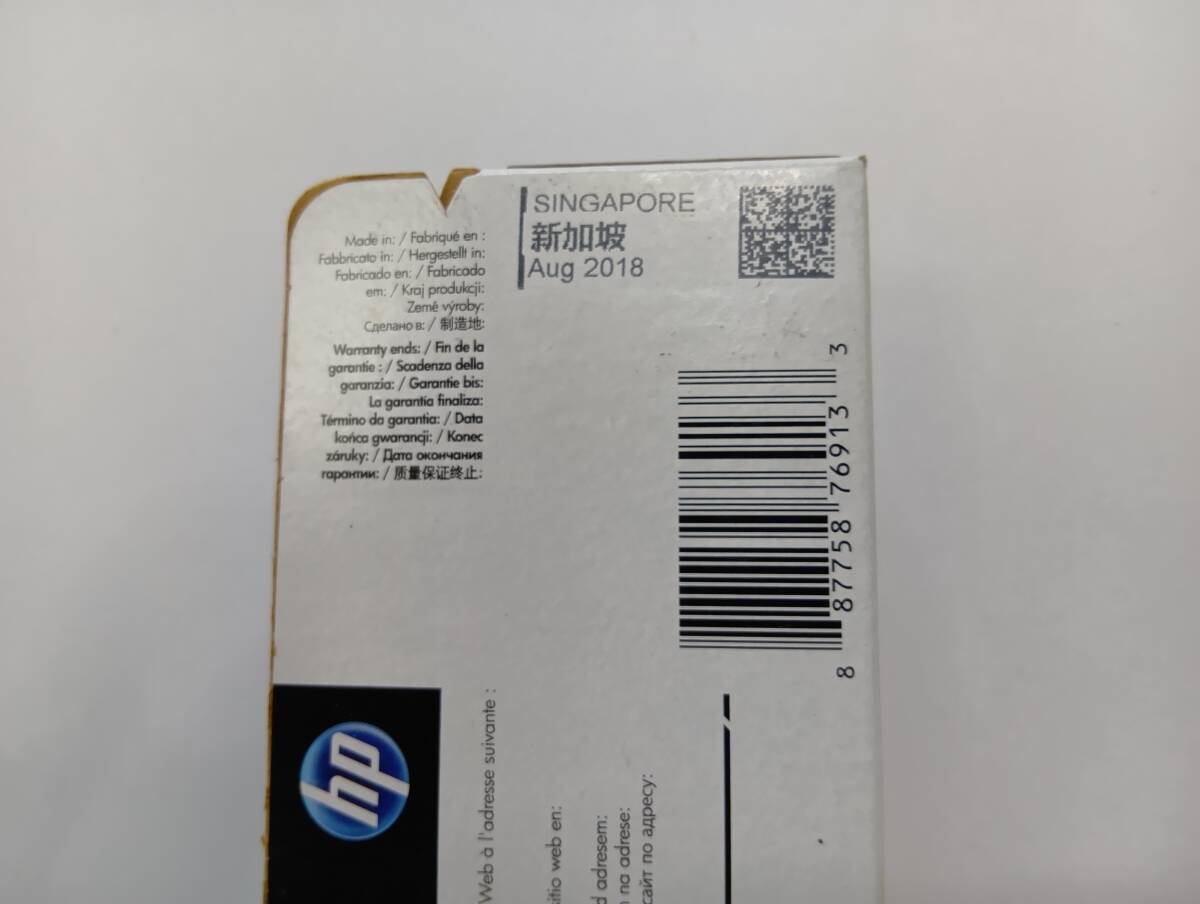 SINGAPORE
新加坡
Aug 2018
Made in: / Fabriqué en :
Fabbricato in: / Hergestellt in:
Fabricado en: / Fabricado
em: / Kraj produkcji:
Země výroby:
Сделано в: / 制造地:
Warranty ends: / Fin de la
garantie : / Scadenza della
garanzia: / Garantie bis:
La garantía finaliza:
Término da garantia: / Data
końca gwarancji: / Konec
záruky: / Дата окончания
гарантии: / 质量保证终止:
8 87758 76913 3
hp
Web à l'adresse suivante :
sitio web en:
adresem:
na adrese:
сайт по адресу: